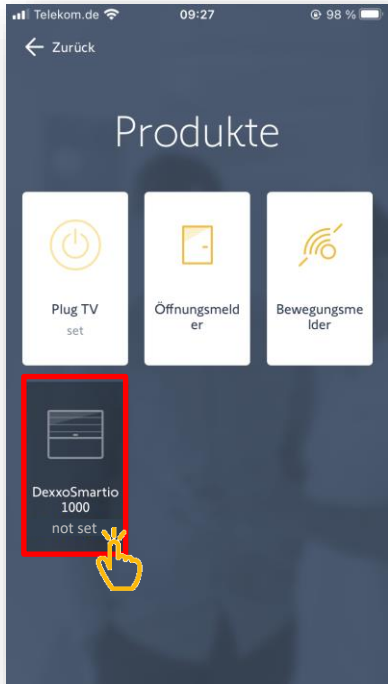 Telekom.de 09:27 98 %
Zurück
Produkte
Plug TV
set
Öffnungsmeld
er
Bewegungsme
lder
DexxoSmartio
1000
not set